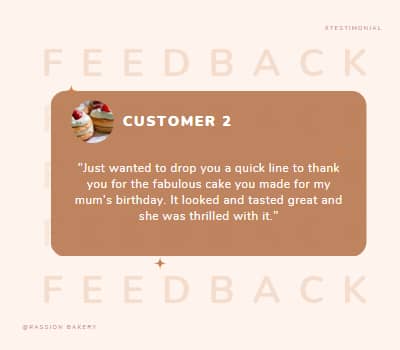 #TESTIMONIAL
FEEDBACK
CUSTOMER 2
"Just wanted to drop you a quick line to thank
you for the fabulous cake you made for my
mum's birthday. It looked and tasted great and
she was thrilled with it."
FEEDBACK
@PASSION BAKERY